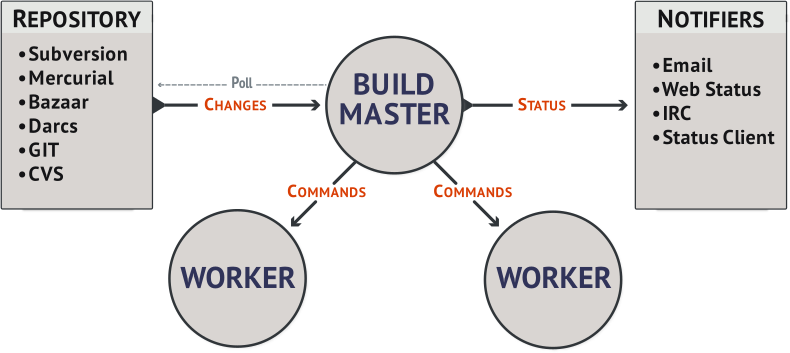 REPOSITORY
•Subversion
•Mercurial
•Bazaar
•Darcs
•GIT
•CVS
Poll
CHANGES
BUILD
MASTER
STATUS
NOTIFIERS
•Email
•Web Status
•IRC
•Status Client
COMMANDS
COMMANDS
WORKER
WORKER